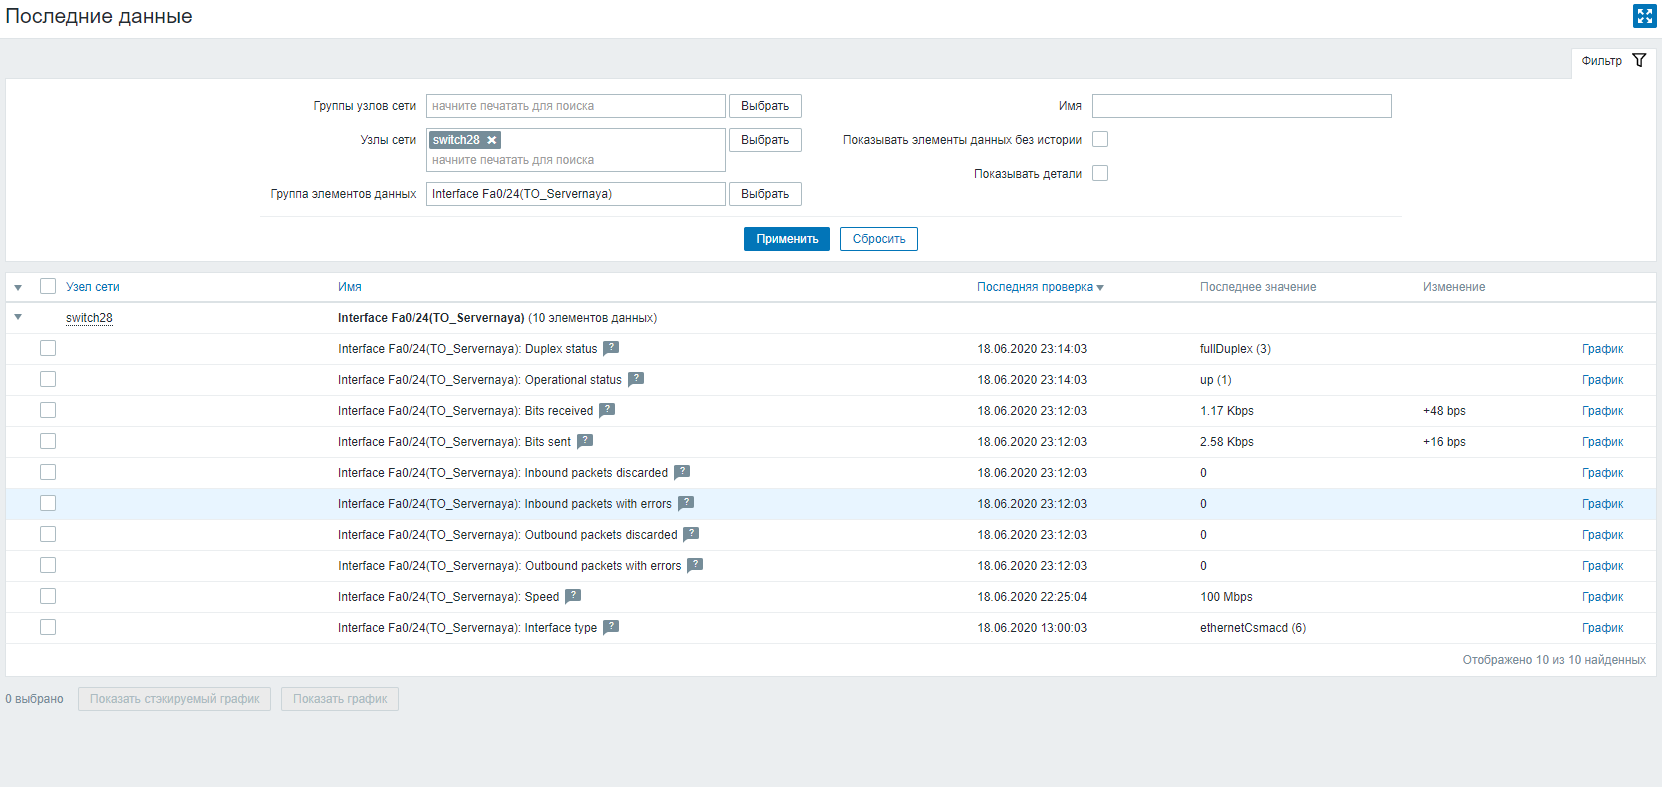 Последние данные
Фильтр
Группы узлов сети начните печатать для поиска Выбрать Имя
Узлы сети switch28 Выбрать Показывать элементы данных без истории
начните печатать для поиска
Показывать детали
Группа элементов данных Interface Fa0/24(TO_Servernaya) Выбрать
Применить Сбросить
Узел сети Имя Последняя проверка Последнее значение Изменение
switch28 Interface Fa0/24(TO_Servernaya) (10 элементов данных)
Interface Fa0/24(TO_Servernaya): Duplex status ? 18.06.2020 23:14:03 fullDuplex (3) График
Interface Fa0/24(TO_Servernaya): Operational status ? 18.06.2020 23:14:03 up (1) График
Interface Fa0/24(TO_Servernaya): Bits received ? 18.06.2020 23:12:03 1.17 Kbps +48 bps График
Interface Fa0/24(TO_Servernaya): Bits sent ? 18.06.2020 23:12:03 2.58 Kbps +16 bps График
Interface Fa0/24(TO_Servernaya): Inbound packets discarded ? 18.06.2020 23:12:03 0 График
Interface Fa0/24(TO_Servernaya): Inbound packets with errors ? 18.06.2020 23:12:03 0 График
Interface Fa0/24(TO_Servernaya): Outbound packets discarded ? 18.06.2020 23:12:03 0 График
Interface Fa0/24(TO_Servernaya): Outbound packets with errors ? 18.06.2020 23:12:03 0 График
Interface Fa0/24(TO_Servernaya): Speed ? 18.06.2020 22:25:04 100 Mbps График
Interface Fa0/24(TO_Servernaya): Interface type ? 18.06.2020 13:00:03 ethernetCsmacd (6) График
Отображено 10 из 10 найденных
0 выбрано Показать стэкируемый график Показать график